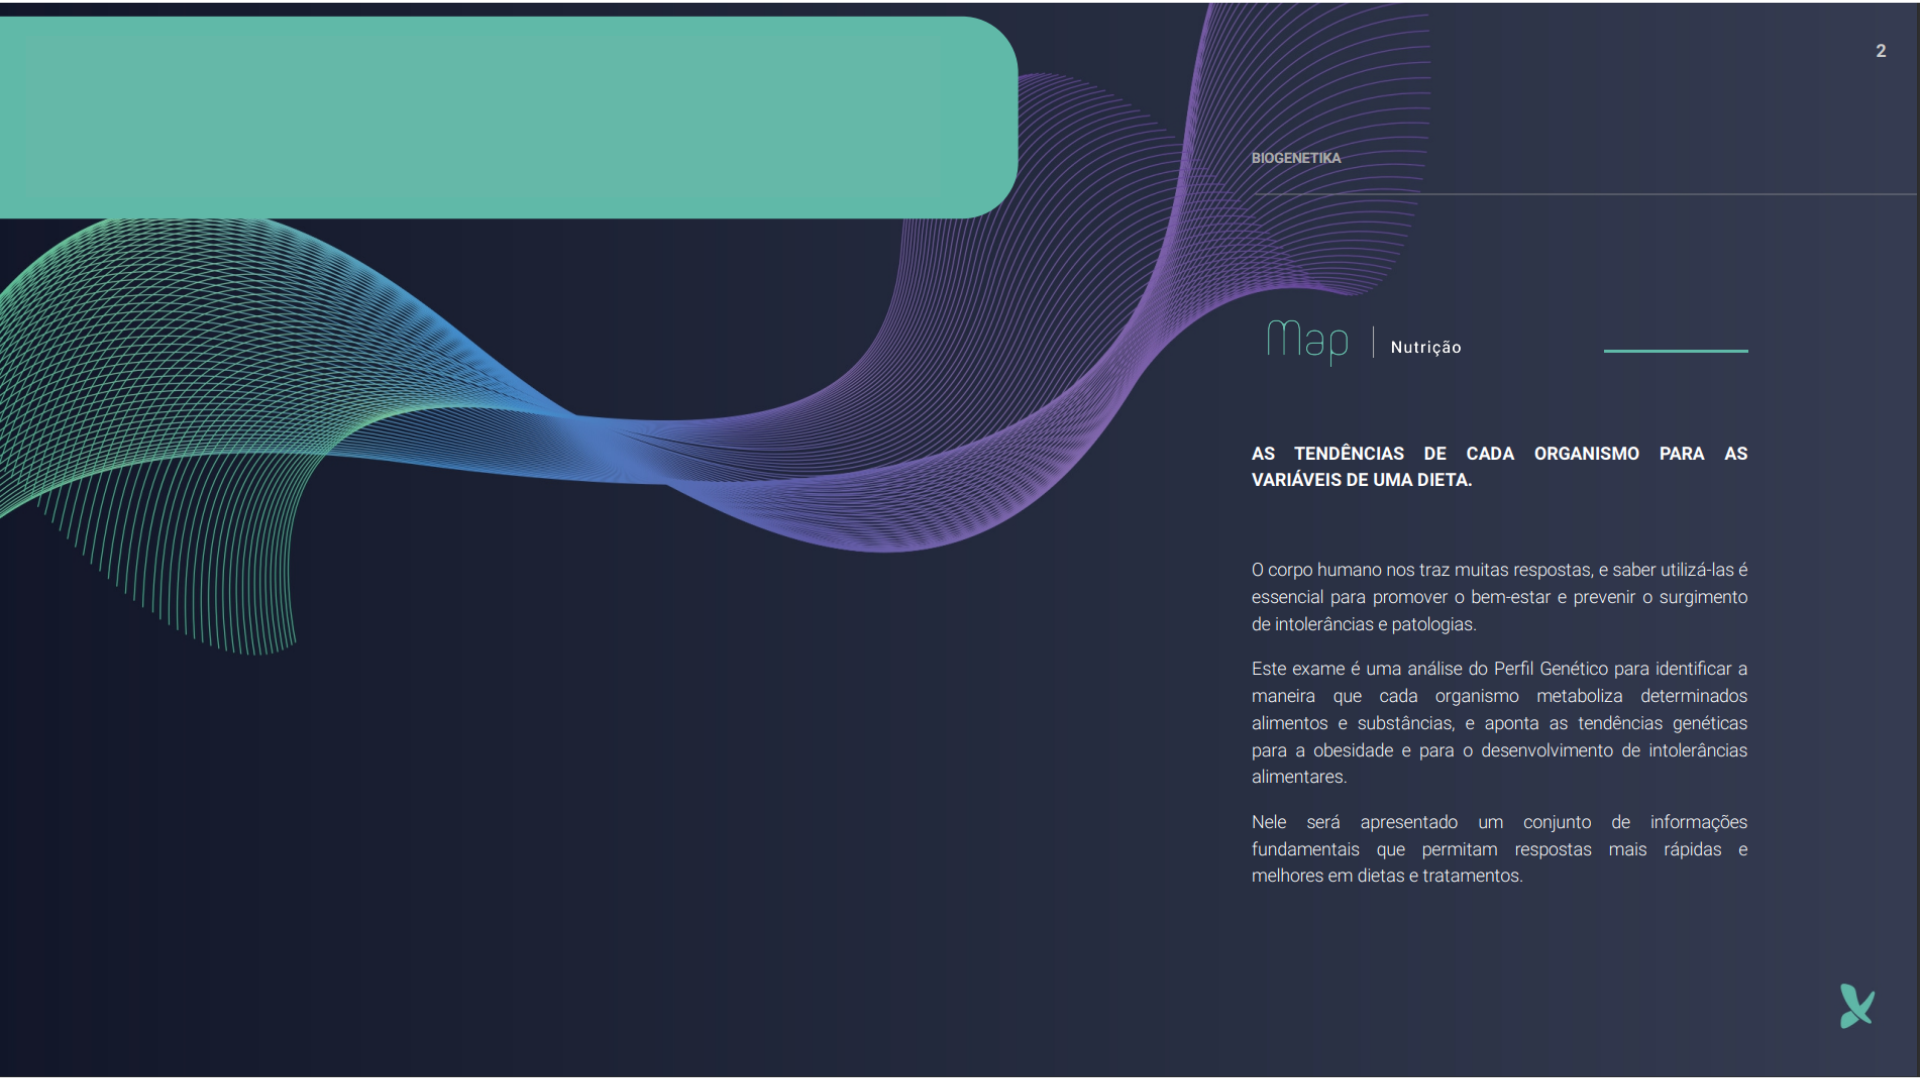 2
BIOGENETIKA
Map | Nutrição
AS TENDÊNCIAS DE CADA ORGANISMO PARA AS
VARIÁVEIS DE UMA DIETA.
O corpo humano nos traz muitas respostas, e saber utilizá-las é
essencial para promover o bem-estar e prevenir o surgimento
de intolerâncias e patologias.
Este exame é uma análise do Perfil Genético para identificar a
maneira que cada organismo metaboliza determinados
alimentos e substâncias, e aponta as tendências genéticas
para a obesidade e para o desenvolvimento de intolerâncias
alimentares.
Nele será apresentado um conjunto de informações
fundamentais que permitam respostas mais rápidas e
melhores em dietas e tratamentos.